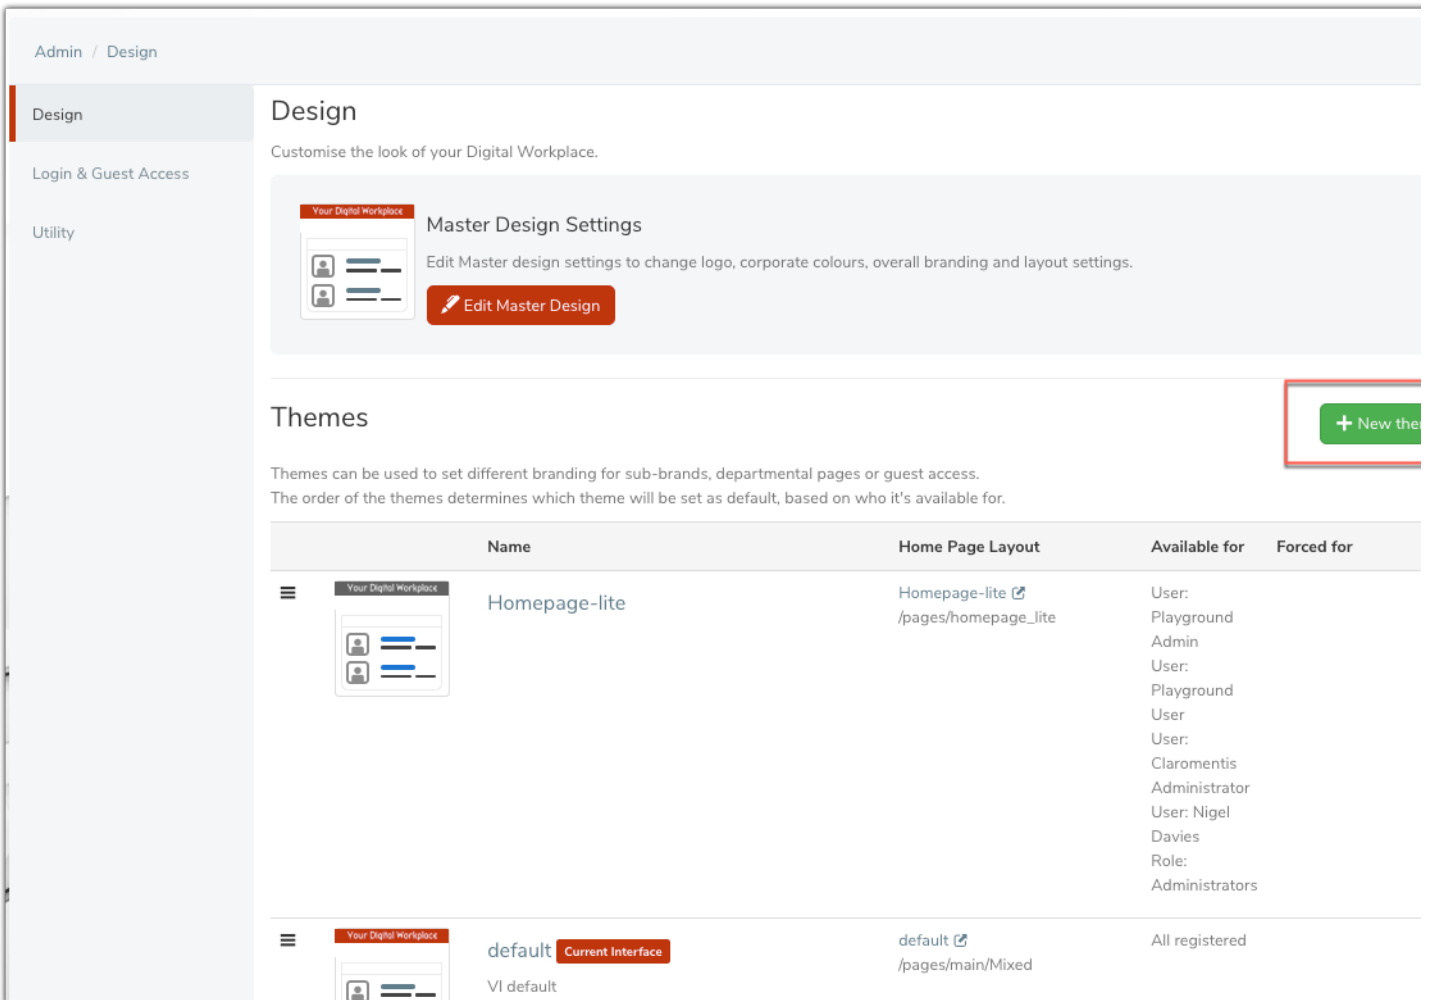 Admin / Design
Design
Login & Guest Access
Utility
Design
Customise the look of your Digital Workplace.
Your Digital Workplace
Master Design Settings
Edit Master design settings to change logo, corporate colours, overall branding and layout settings.
Edit Master Design
Themes
+ New
Themes can be used to set different branding for sub-brands, departmental pages or guest access.
The order of the themes determines which theme will be set as default, based on who it's available for.
Name Home Page Layout Available for Forced for
Your Digital Workplace
Homepage-lite
Homepage-lite
/pages/homepage_lite
User:
Playground
Admin
User:
Playground
User
User:
Claromentis
Administrator
User: Nigel
Davies
Role:
Administrators
Your Digital Workplace
default Current Interface
VI default
default
/pages/main/Mixed
All registered